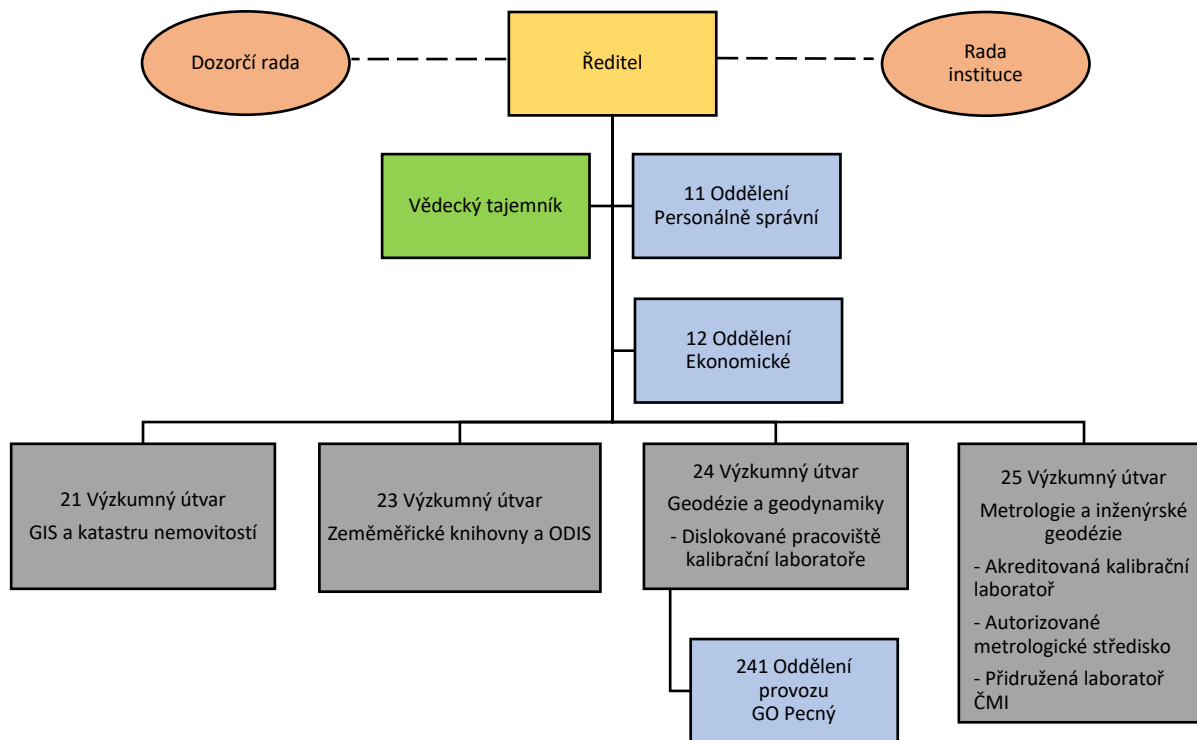 Dozorčí rada
Ředitel
Rada
instituce
Vědecký tajemník
11 Oddělení
Personálně správní
12 Oddělení
Ekonomické
21 Výzkumný útvar
GIS a katastru nemovitostí
23 Výzkumný útvar
Zeměměřické knihovny a ODIS
24 Výzkumný útvar
Geodézie a geodynamiky
- Dislokované pracoviště
kalibrační laboratoře
25 Výzkumný útvar
Metrologie a inženýrské
geodézie
- Akreditovaná kalibrační
laboratoř
- Autorizované
metrologické středisko
- Přidružená laboratoř
ČMI
241 Oddělení
provozu
GO Pecný